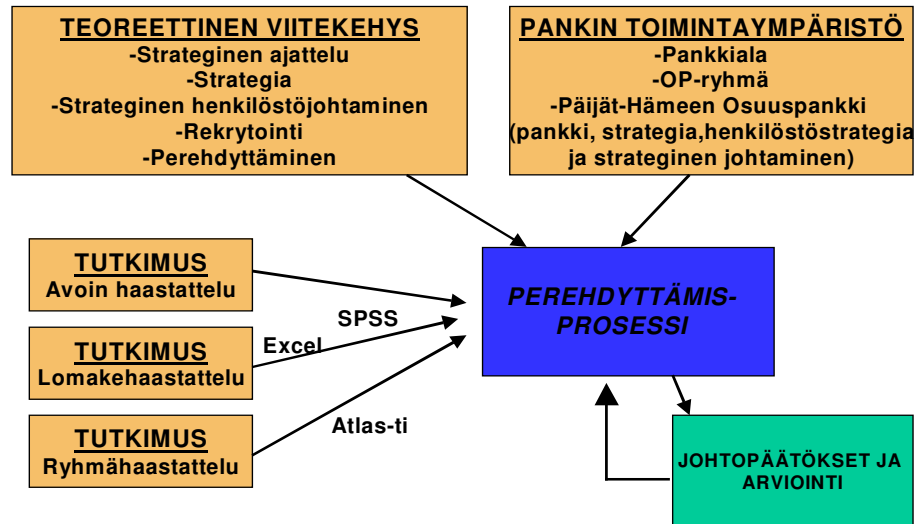 TEOREETTINEN VIITEKEHYS
-Strateginen ajattelu
-Strategia
-Strateginen henkilöstöjohtaminen
-Rekrytointi
-Perehdyttäminen
PANKIN TOIMINTAYMPÄRISTÖ
-Pankkiala
-OP-ryhmä
-Päijät-Hämeen Osuuspankki
(pankki, strategia,henkilöstöstrategia
ja strateginen johtaminen)
TUTKIMUS
Avoin haastattelu
TUTKIMUS
Lomakehaastattelu
TUTKIMUS
Ryhmähaastattelu
SPSS
Excel
Atlas-ti
PEREHDYTTÄMIS-
PROSESSI
JOHTOPÄÄTÖKSET JA
ARVIOINTI